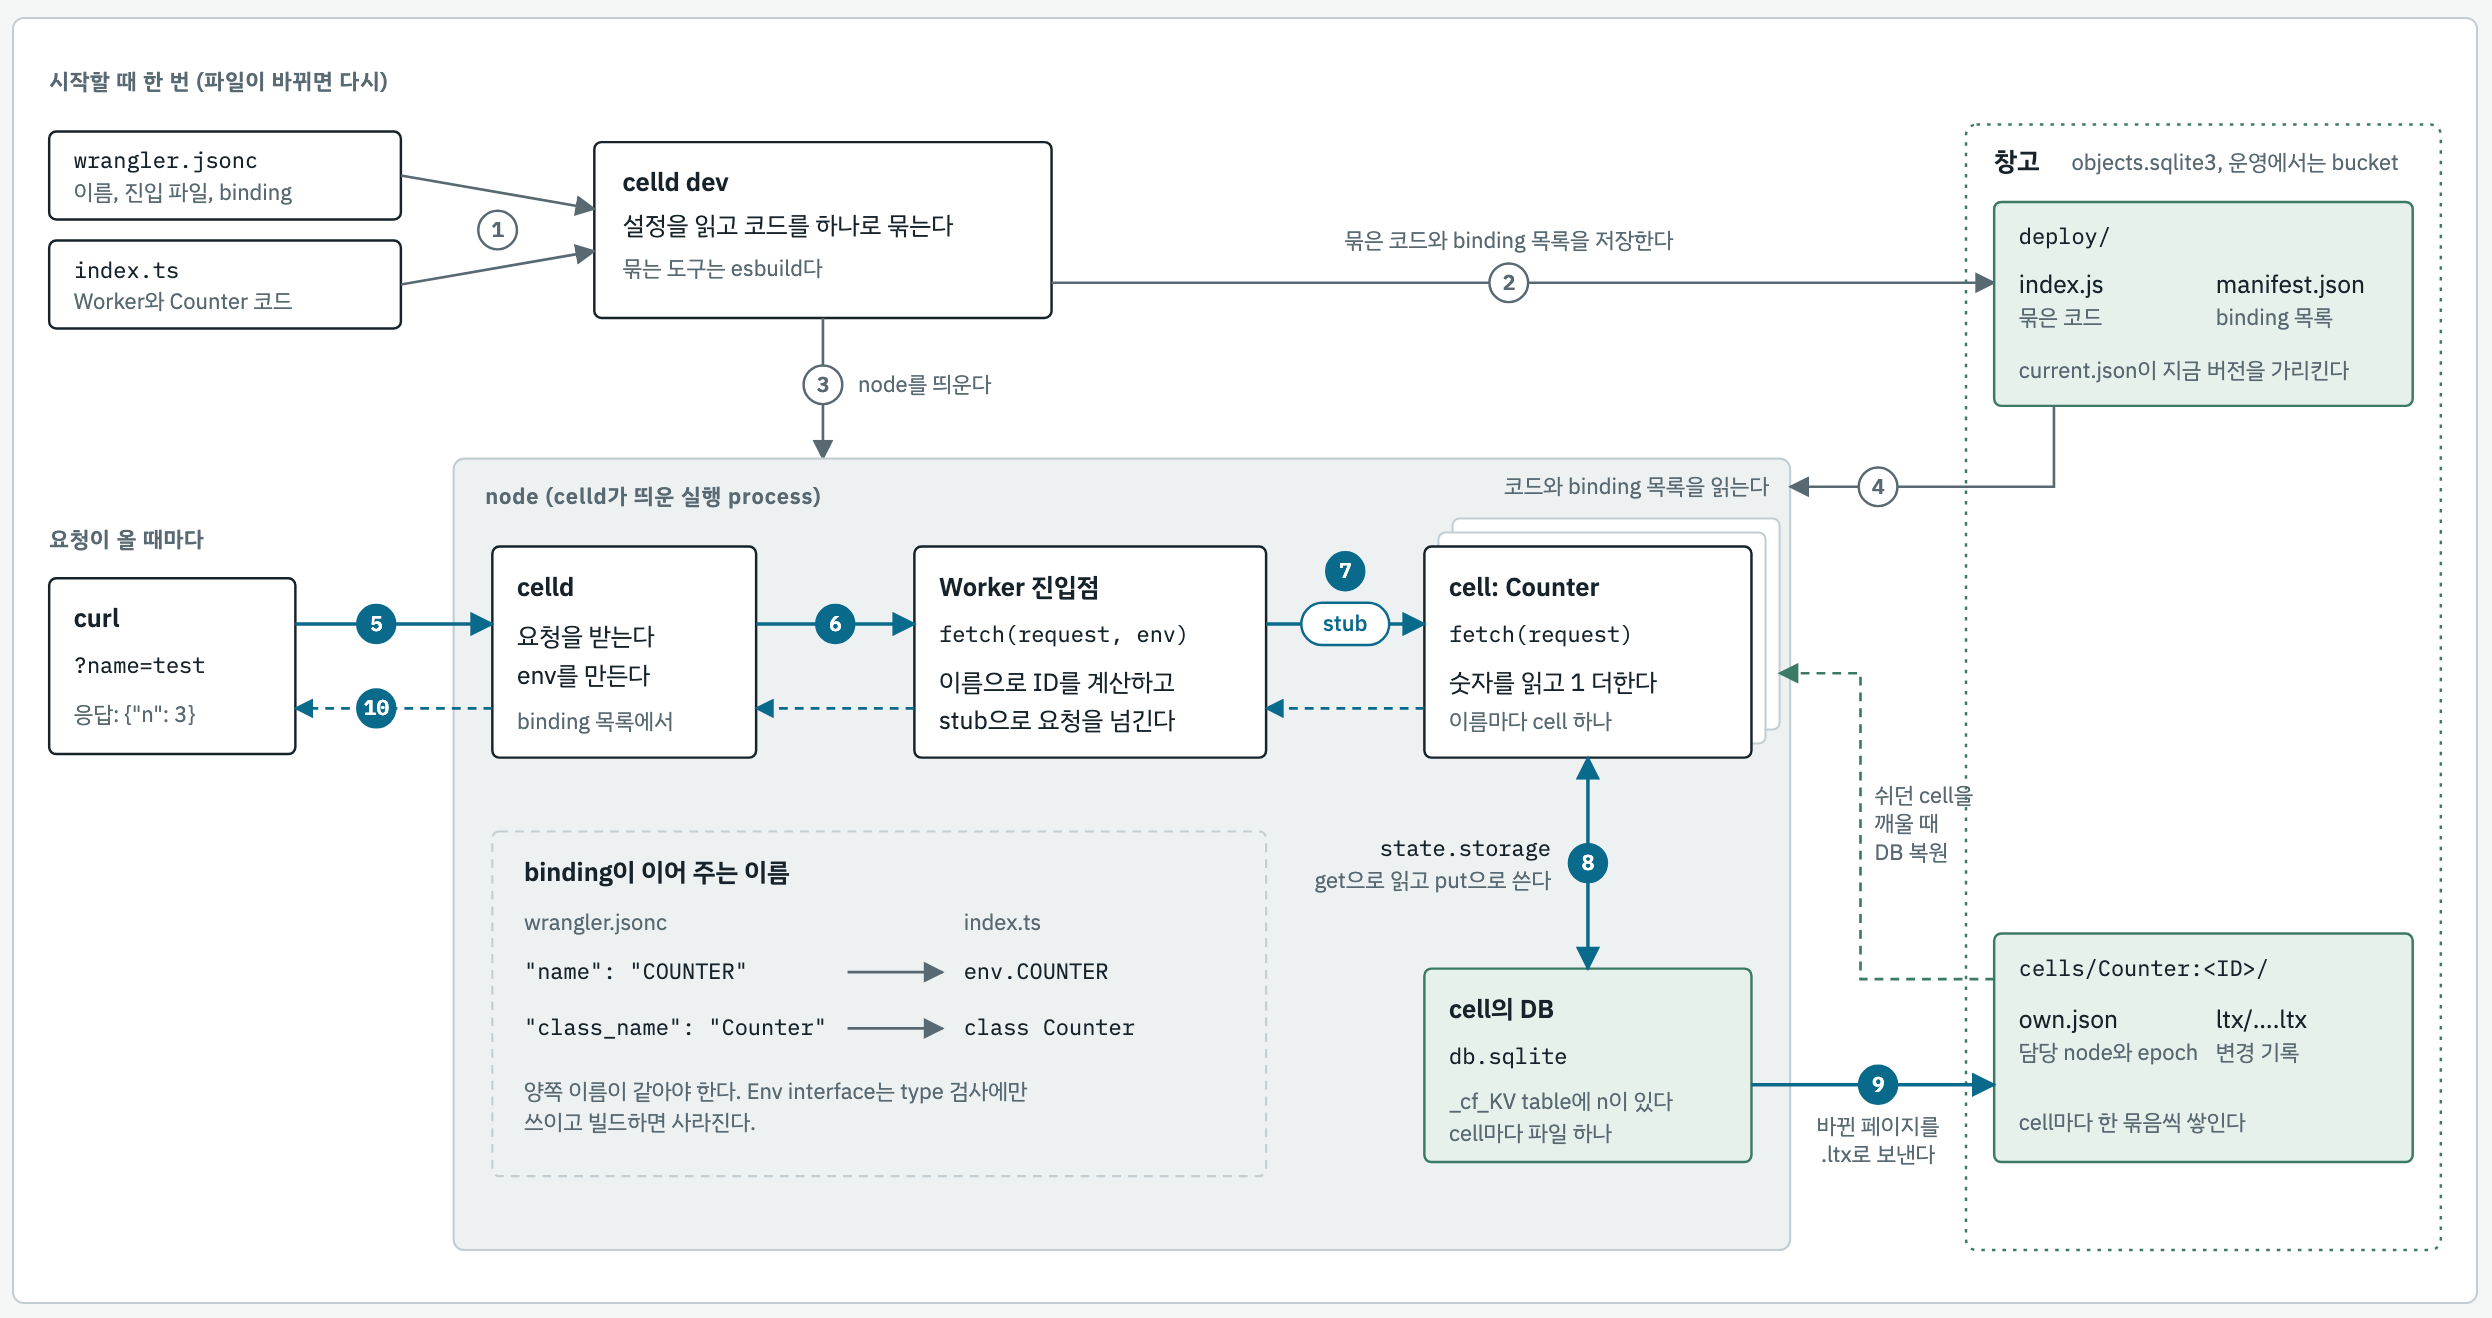 시작할 때 한 번 (파일이 바뀌면 다시)
wrangler.jsonc
이름, 진입 파일, binding
index.ts
Worker와 Counter 코드
1
celld dev
설정을 읽고 코드를 하나로 묶는다
묶는 도구는 esbuild다
묶은 코드와 binding 목록을 저장한다
2
창고 objects.sqlite3, 운영에서는 bucket
deploy/
index.js manifest.json
묶은 코드 binding 목록
current.json이 지금 버전을 가리킨다
3 node를 띄운다
node (celld가 띄운 실행 process)
코드와 binding 목록을 읽는다
4
요청이 올 때마다
curl
?name=test
응답: {"n": 3}
5
10
celld
요청을 받는다
env를 만든다
binding 목록에서
6
Worker 진입점
fetch(request, env)
이름으로 ID를 계산하고
stub으로 요청을 넘긴다
7
stub
cell: Counter
fetch(request)
숫자를 읽고 1 더한다
이름마다 cell 하나
쉬던 cell을
깨울 때
DB 복원
binding이 이어 주는 이름
wrangler.jsonc index.ts
"name": "COUNTER" env.COUNTER
"class_name": "Counter" class Counter
양쪽 이름이 같아야 한다. Env interface는 type 검사에만
쓰이고 빌드하면 사라진다.
state.storage
get으로 읽고 put으로 쓴다
8
cell의 DB
db.sqlite
_cf_KV table에 n이 있다
cell마다 파일 하나
9
바뀐 페이지를
.ltx로 보낸다
cells/Counter:<ID>/
own.json ltx/....ltx
담당 node와 epoch 변경 기록
cell마다 한 묶음씩 쌓인다